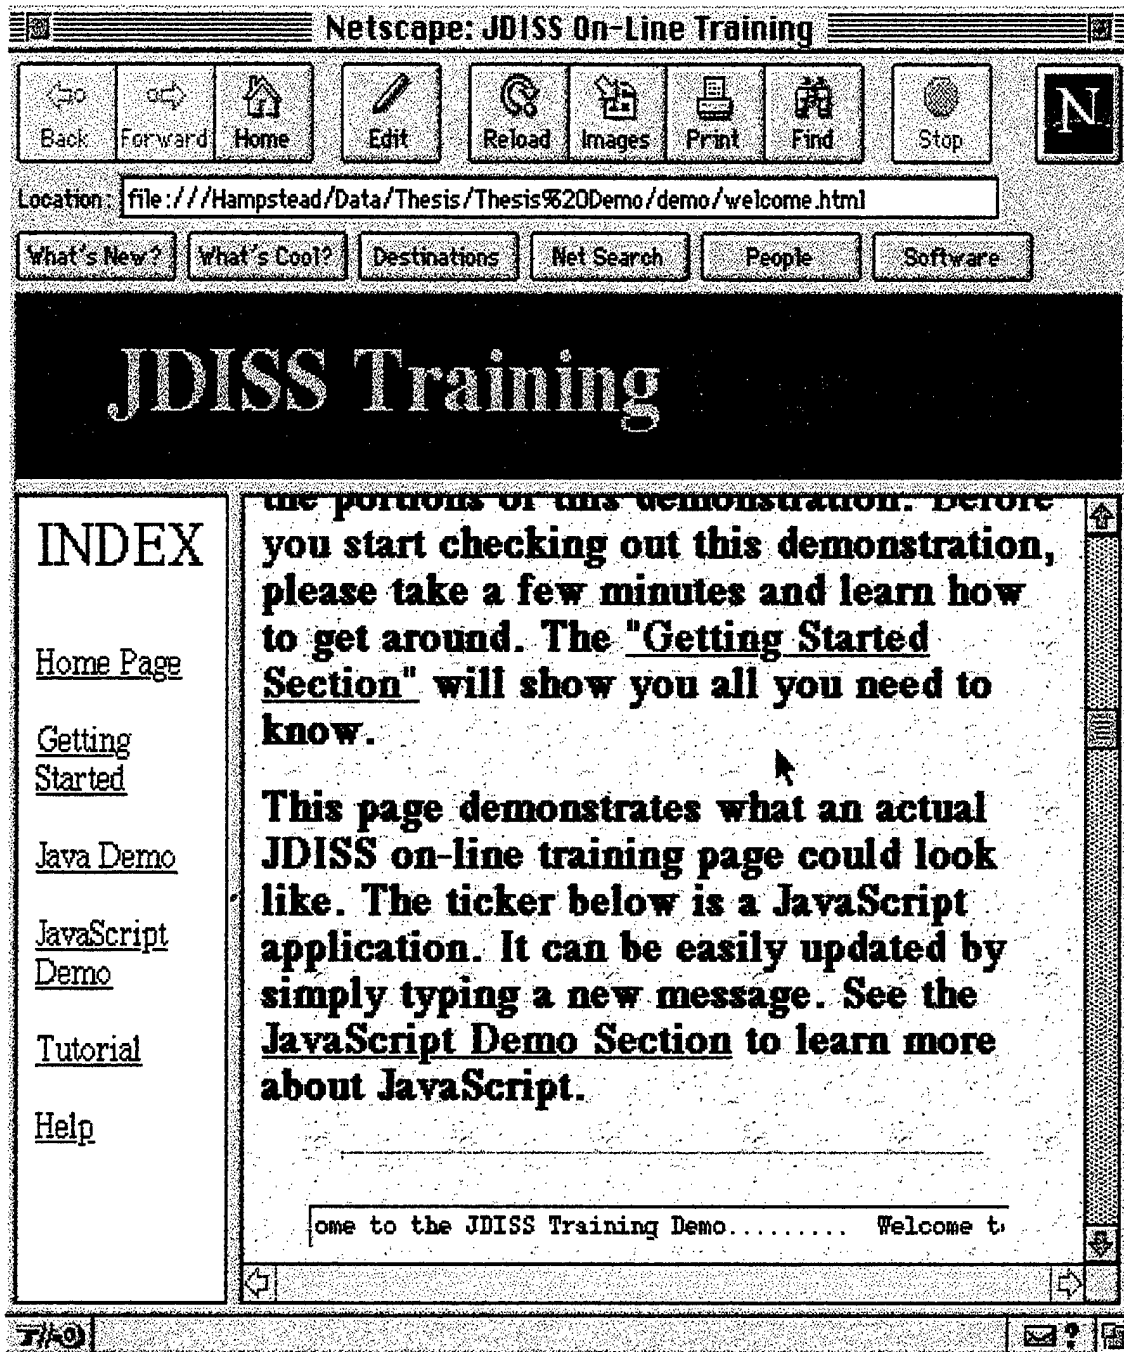 Netscape: JDISS On-Line Training
Back Forward Home Edit Reload Images Print Find Stop
N
Location: file:///Hampstead/Data/Thesis/Thesis%20Demo/demo/welcome.html
What's New? What's Cool? Destinations Net Search People Software
JDISS Training
INDEX
Home Page
Getting
Started
Java Demo
JavaScript
Demo
Tutorial
Help
the portions of this demonstration. Before
you start checking out this demonstration,
please take a few minutes and learn how
to get around. The "Getting Started
Section" will show you all you need to
know.
This page demonstrates what an actual
JDISS on-line training page could look
like. The ticker below is a JavaScript
application. It can be easily updated by
simply typing a new message. See the
JavaScript Demo Section to learn more
about JavaScript.
ome to the JDISS Training Demo......... Welcome t
?